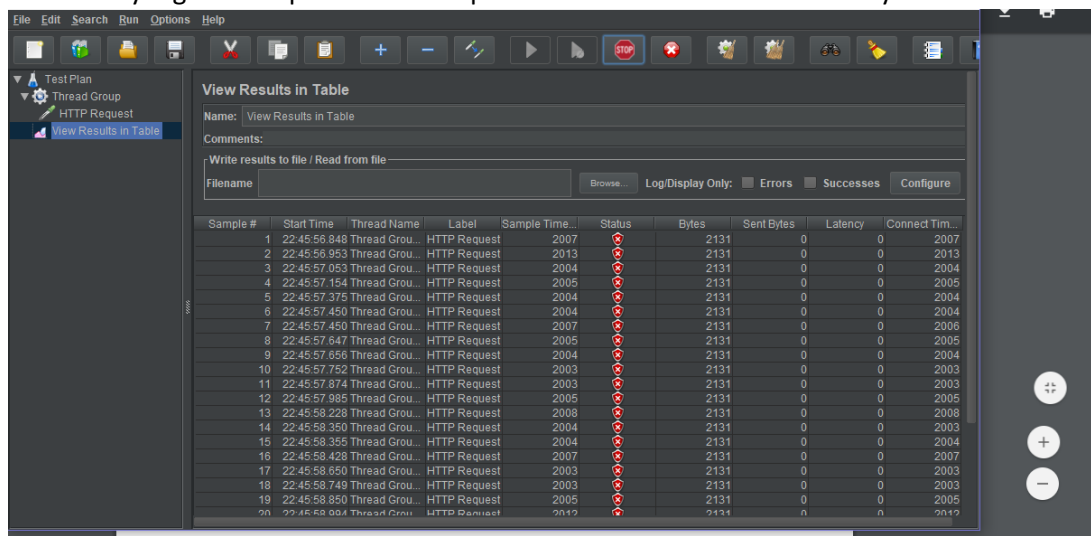 File Edit Search Run Options Help
STOP
Test Plan
Thread Group
HTTP Request
View Results in Table
View Results in Table
Name: View Results in Table
Comments:
Write results to file / Read from file
Filename Browse... Log/Display Only: Errors Successes Configure
Sample # Start Time Thread Name Label Sample Time... Status Bytes Sent Bytes Latency Connect Tim...
1 22:45:56.848 Thread Grou... HTTP Request 2007 2131 0 0 2007
2 22:45:56.953 Thread Grou... HTTP Request 2013 2131 0 0 2013
3 22:45:57.053 Thread Grou... HTTP Request 2004 2131 0 0 2004
4 22:45:57.154 Thread Grou... HTTP Request 2005 2131 0 0 2005
5 22:45:57.375 Thread Grou... HTTP Request 2004 2131 0 0 2004
6 22:45:57.450 Thread Grou... HTTP Request 2004 2131 0 0 2004
7 22:45:57.450 Thread Grou... HTTP Request 2007 2131 0 0 2006
8 22:45:57.647 Thread Grou... HTTP Request 2005 2131 0 0 2005
9 22:45:57.656 Thread Grou... HTTP Request 2004 2131 0 0 2004
10 22:45:57.752 Thread Grou... HTTP Request 2003 2131 0 0 2003
11 22:45:57.874 Thread Grou... HTTP Request 2003 2131 0 0 2003
12 22:45:57.985 Thread Grou... HTTP Request 2005 2131 0 0 2005
13 22:45:58.228 Thread Grou... HTTP Request 2008 2131 0 0 2008
14 22:45:58.350 Thread Grou... HTTP Request 2004 2131 0 0 2003
15 22:45:58.355 Thread Grou... HTTP Request 2004 2131 0 0 2004
16 22:45:58.428 Thread Grou... HTTP Request 2007 2131 0 0 2007
17 22:45:58.650 Thread Grou... HTTP Request 2003 2131 0 0 2003
18 22:45:58.749 Thread Grou... HTTP Request 2003 2131 0 0 2003
19 22:45:58.850 Thread Grou... HTTP Request 2005 2131 0 0 2005
20 22:45:58.994 Thread Grou... HTTP Request 2012 2131 0 0 2012